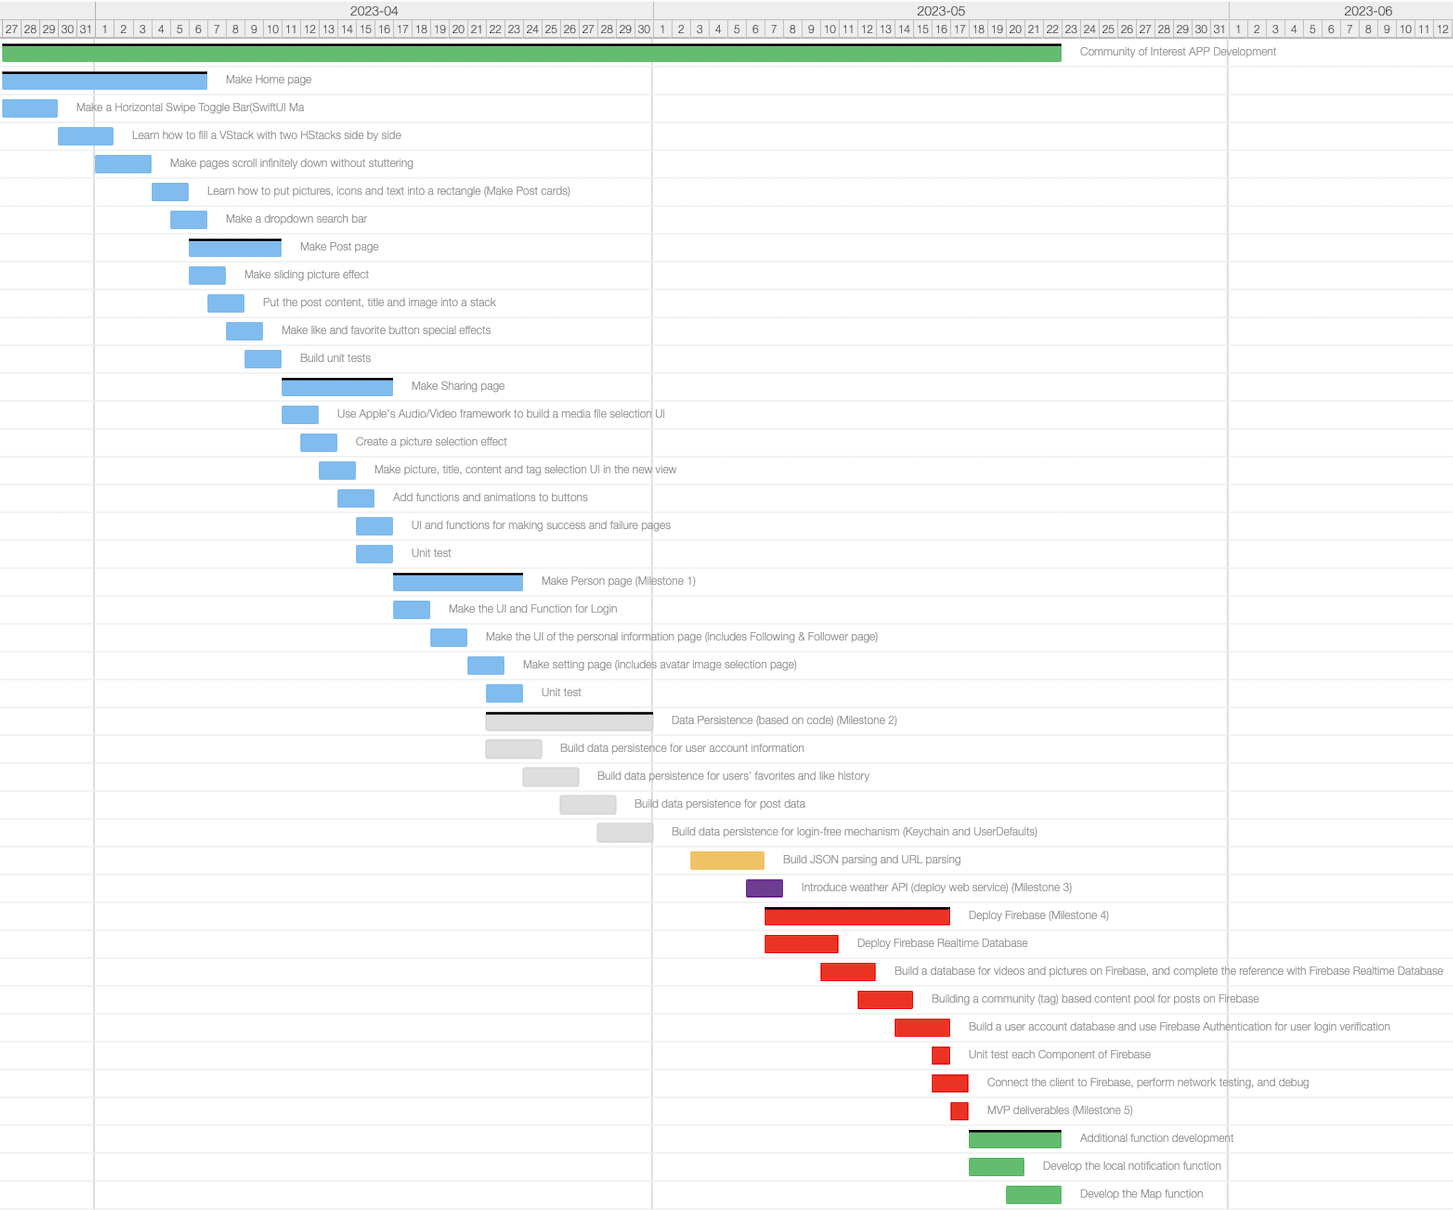 2023-04 2023-05 2023-06
27 28 29 30 31 1 2 3 4 5 6 7 8 9 10 11 12 13 14 15 16 17 18 19 20 21 22 23 24 25 26 27 28 29 30 1 2 3 4 5 6 7 8 9 10 11 12 13 14 15 16 17 18 19 20 21 22 23 24 25 26 27 28 29 30 31 1 2 3 4 5 6 7 8 9 10 11 12
Community of Interest APP Development
Make Home page
Make a Horizontal Swipe Toggle Bar(SwiftUI Ma
Learn how to fill a VStack with two HStacks side by side
Make pages scroll infinitely down without stuttering
Learn how to put pictures, icons and text into a rectangle (Make Post cards)
Make a dropdown search bar
Make Post page
Make sliding picture effect
Put the post content, title and image into a stack
Make like and favorite button special effects
Build unit tests
Make Sharing page
Use Apple's Audio/Video framework to build a media file selection UI
Create a picture selection effect
Make picture, title, content and tag selection UI in the new view
Add functions and animations to buttons
UI and functions for making success and failure pages
Unit test
Make Person page (Milestone 1)
Make the UI and Function for Login
Make the UI of the personal information page (includes Following & Follower page)
Make setting page (includes avatar image selection page)
Unit test
Data Persistence (based on code) (Milestone 2)
Build data persistence for user account information
Build data persistence for users' favorites and like history
Build data persistence for post data
Build data persistence for login-free mechanism (Keychain and UserDefaults)
Build JSON parsing and URL parsing
Introduce weather API (deploy web service) (Milestone 3)
Deploy Firebase (Milestone 4)
Deploy Firebase Realtime Database
Build a database for videos and pictures on Firebase, and complete the reference with Firebase Realtime Database
Building a community (tag) based content pool for posts on Firebase
Build a user account database and use Firebase Authentication for user login verification
Unit test each Component of Firebase
Connect the client to Firebase, perform network testing, and debug
MVP deliverables (Milestone 5)
Additional function development
Develop the local notification function
Develop the Map function